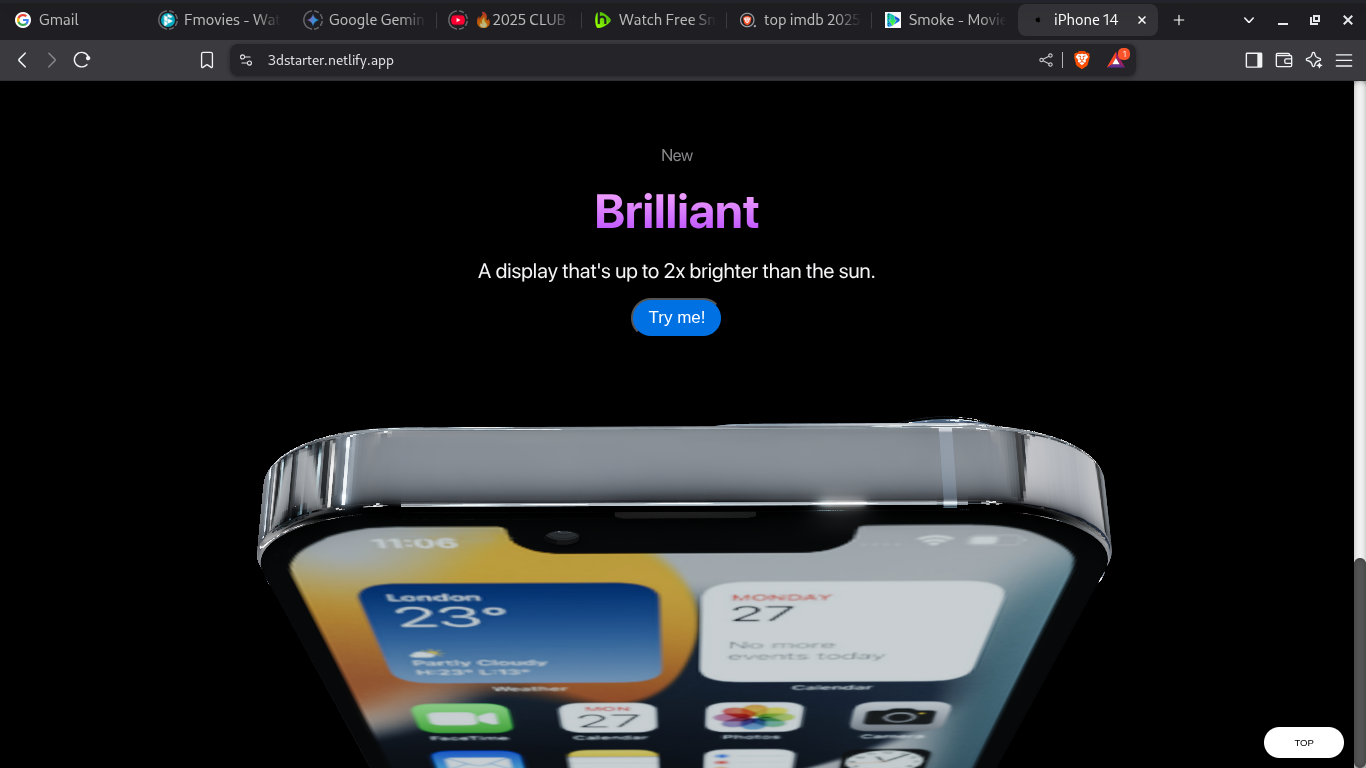 Gmail
Fmovies - Wat
Google Gemin
🔥2025 CLUB
Watch Free Sm
top imdb 2025
Smoke - Movie
iPhone 14
3dstarter.netlify.app
1
New
Brilliant
A display that's up to 2x brighter than the sun.
Try me!
11:06
London
23°
Partly Cloudy
H:23° L:13°
Weather
MONDAY
27
No more
events today
Calendar
MON
27
FaceTime
Calendar
Photos
Camera
TOP